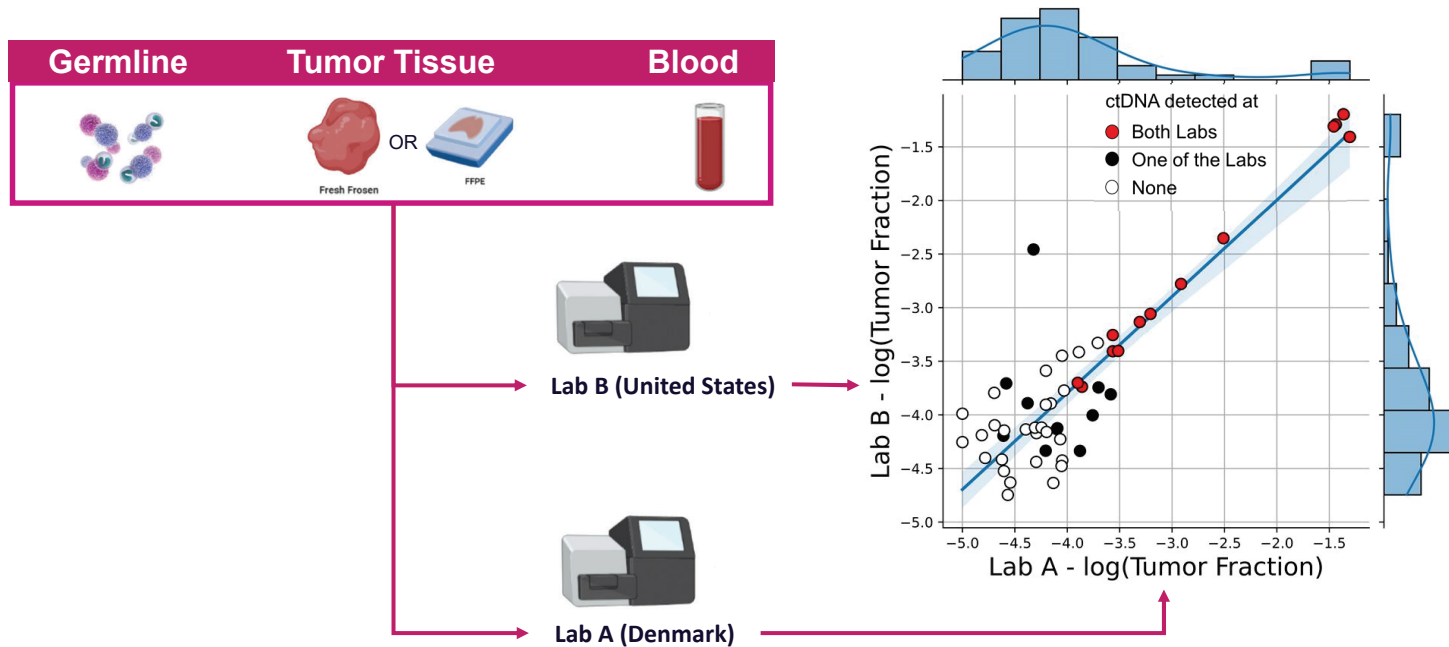 Germline
Tumor Tissue
Blood
OR
Fresh Frosen
FFPE
Lab B (United States)
Lab A (Denmark)
ctDNA detected at
Both Labs
One of the Labs
None
Lab B - log(Tumor Fraction)
−1.5
−2.0
−2.5
−3.0
−3.5
−4.0
−4.5
−5.0
−5.0 −4.5 −4.0 −3.5 −3.0 −2.5 −2.0 −1.5
Lab A - log(Tumor Fraction)